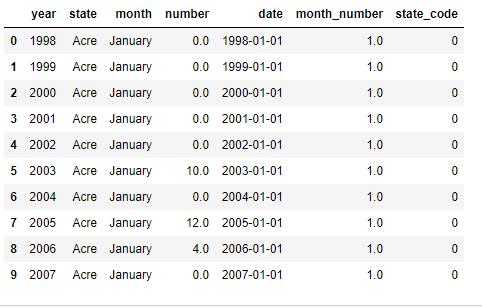 year state month number date month_number state_code
0 1998 Acre January 0.0 1998-01-01 1.0 0
1 1999 Acre January 0.0 1999-01-01 1.0 0
2 2000 Acre January 0.0 2000-01-01 1.0 0
3 2001 Acre January 0.0 2001-01-01 1.0 0
4 2002 Acre January 0.0 2002-01-01 1.0 0
5 2003 Acre January 10.0 2003-01-01 1.0 0
6 2004 Acre January 0.0 2004-01-01 1.0 0
7 2005 Acre January 12.0 2005-01-01 1.0 0
8 2006 Acre January 4.0 2006-01-01 1.0 0
9 2007 Acre January 0.0 2007-01-01 1.0 0